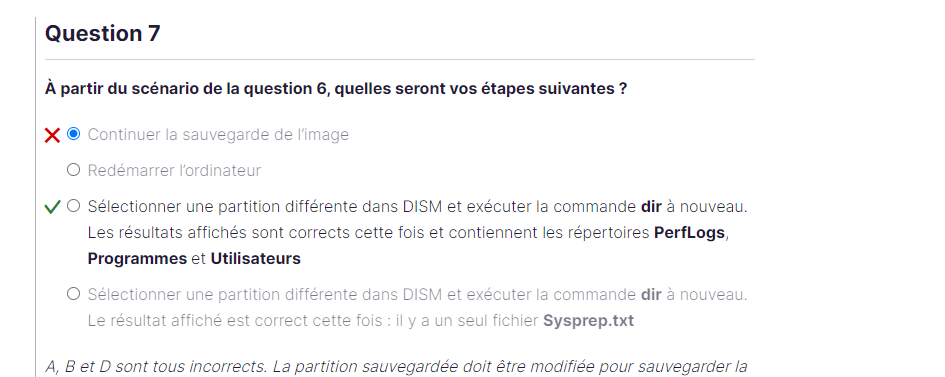 Question 7
À partir du scénario de la question 6, quelles seront vos étapes suivantes ?
Continuer la sauvegarde de l’image
Redémarrer l’ordinateur
Sélectionner une partition différente dans DISM et exécuter la commande dir à nouveau.
Les résultats affichés sont corrects cette fois et contiennent les répertoires PerfLogs,
Programmes et Utilisateurs
Sélectionner une partition différente dans DISM et exécuter la commande dir à nouveau.
Le résultat affiché est correct cette fois : il y a un seul fichier Sysprep.txt
A, B et D sont tous incorrects. La partition sauvegardée doit être modifiée pour sauvegarder la